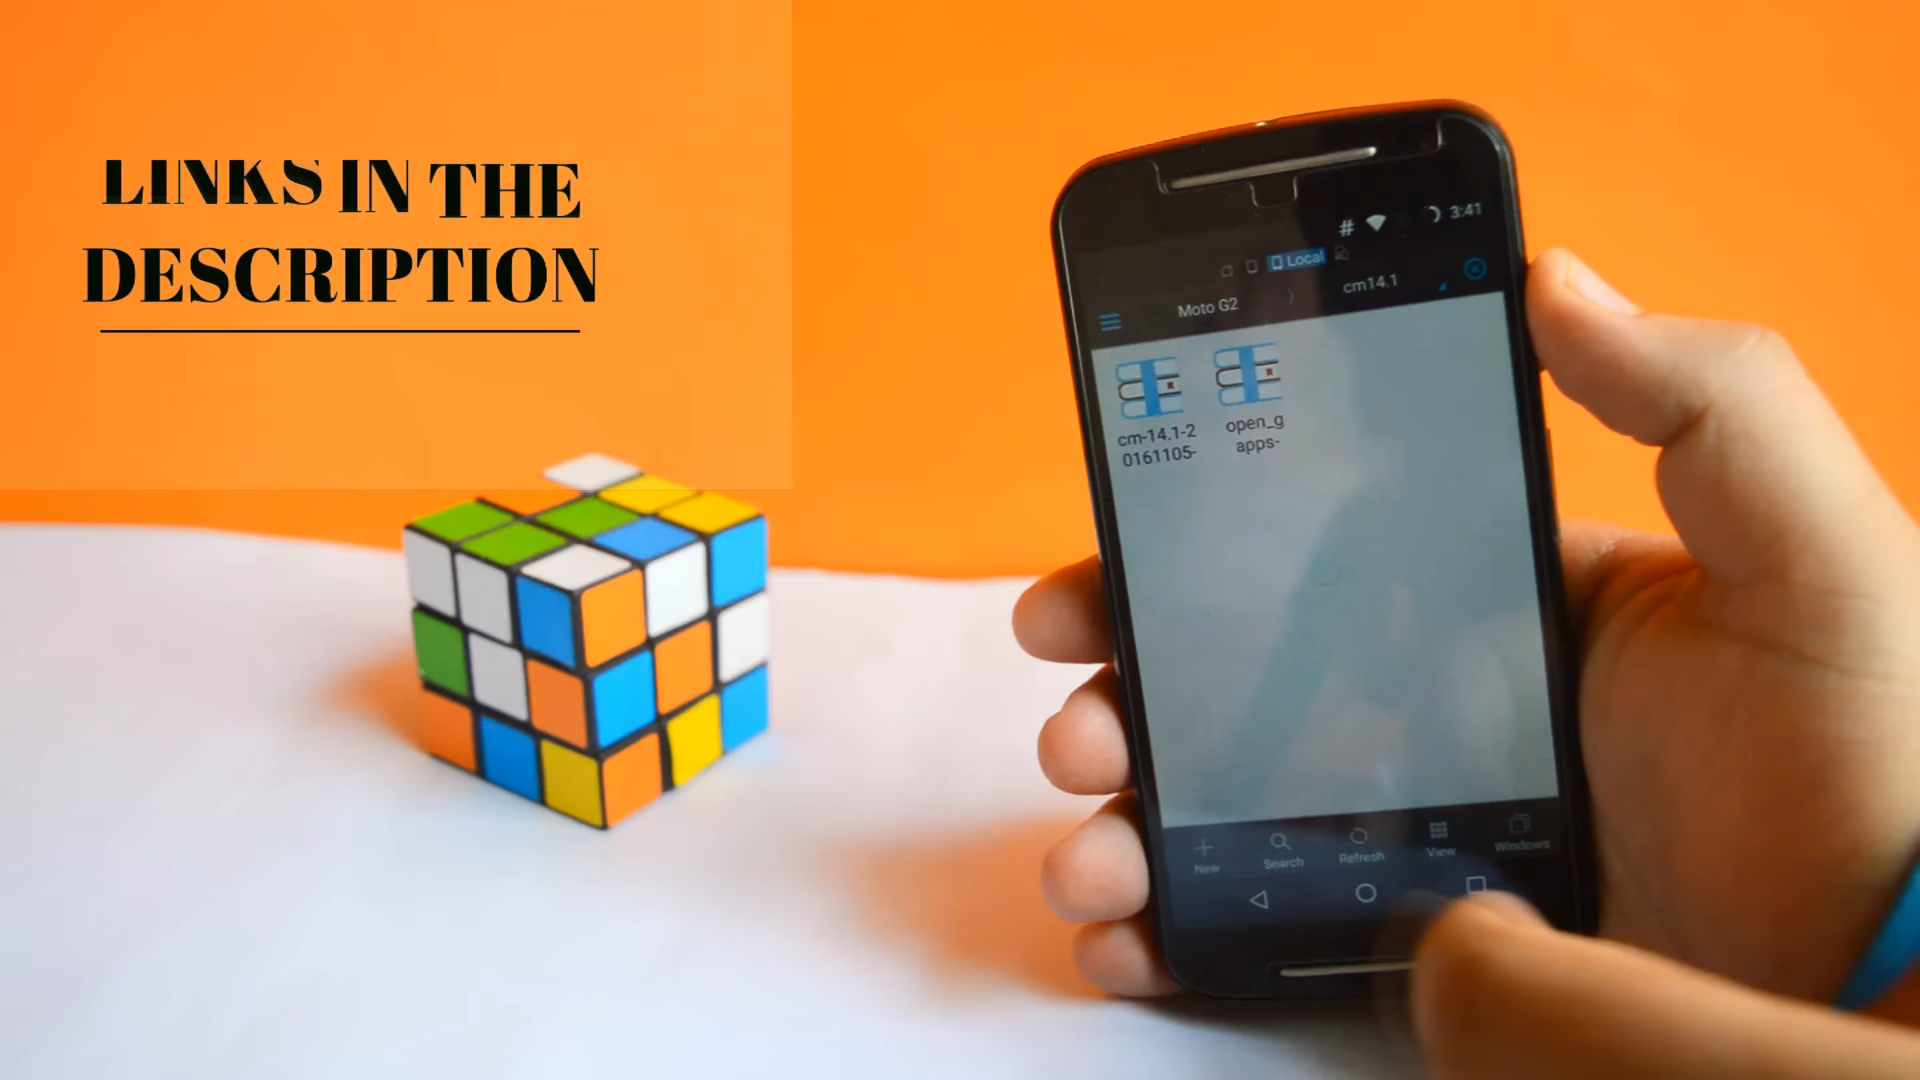 LINKS IN THE
DESCRIPTION
# 3:41
Local
Moto G2 cm14.1
cm-14.1-2
0161105-
open_g
apps-
New Search Refresh View Windows